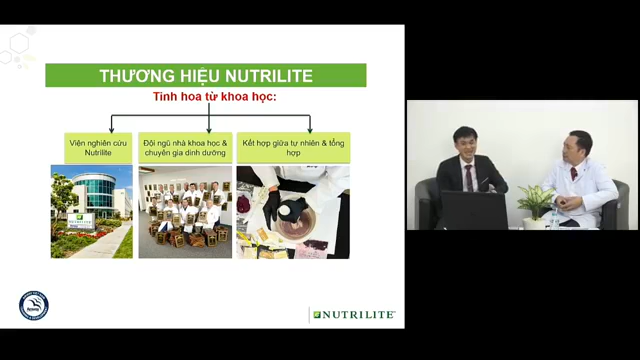 THƯƠNG HIỆU NUTRILITE
Tinh hoa từ khoa học:
Viện nghiên cứu
Nutrilite
Đội ngũ nhà khoa học &
chuyên gia dinh dưỡng
Kết hợp giữa tự nhiên & tổng
hợp
NUTRILITE